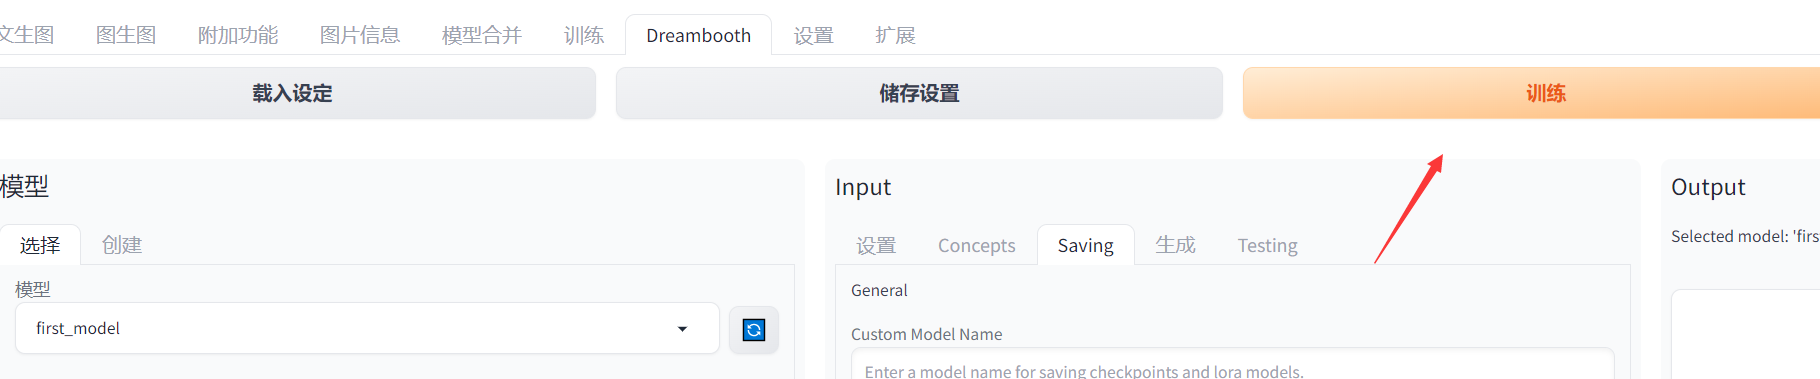 文生图 图生图 附加功能 图片信息 模型合并 训练 Dreambooth 设置 扩展
载入设定 储存设置 训练
模型 Input Output
选择 创建 设置 Concepts Saving 生成 Testing Selected model: 'firs
模型 General
first_model Custom Model Name
Enter a model name for saving checkpoints and lora models.